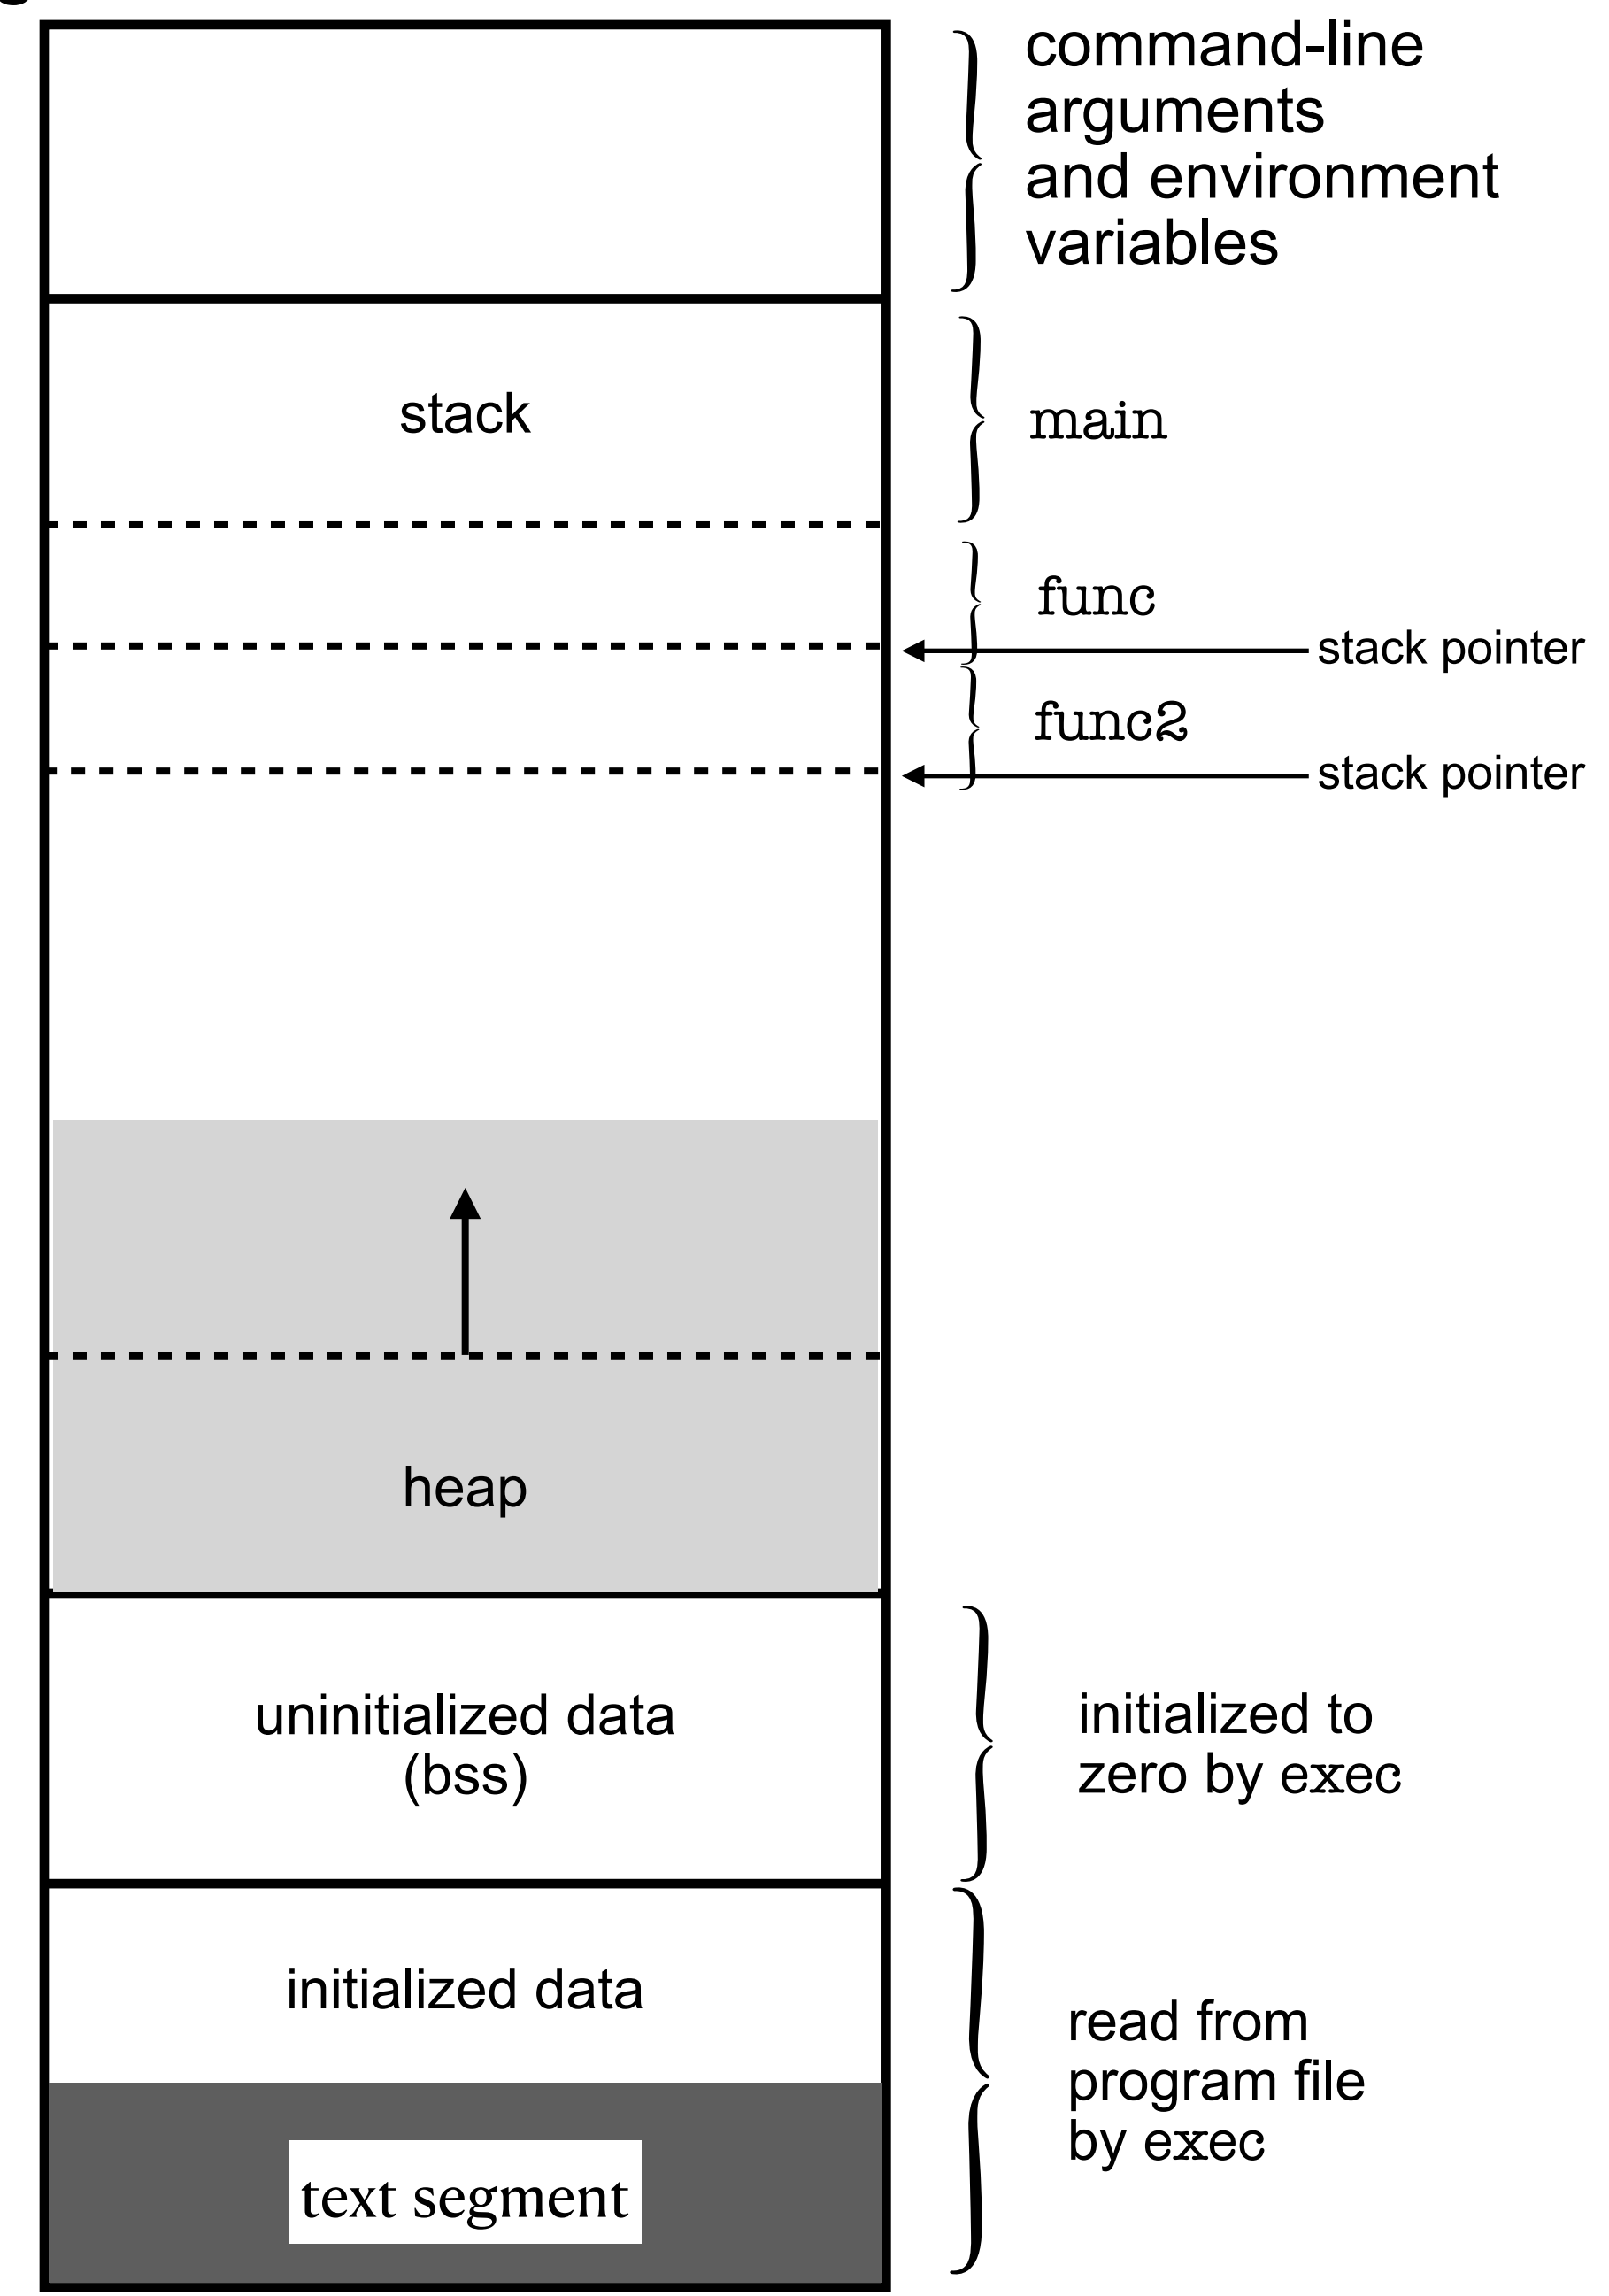 command-line
arguments
and environment
variables
stack
main
func
stack pointer
func2
stack pointer
heap
uninitialized data
(bss)
initialized to
zero by exec
initialized data
read from
program file
by exec
text segment